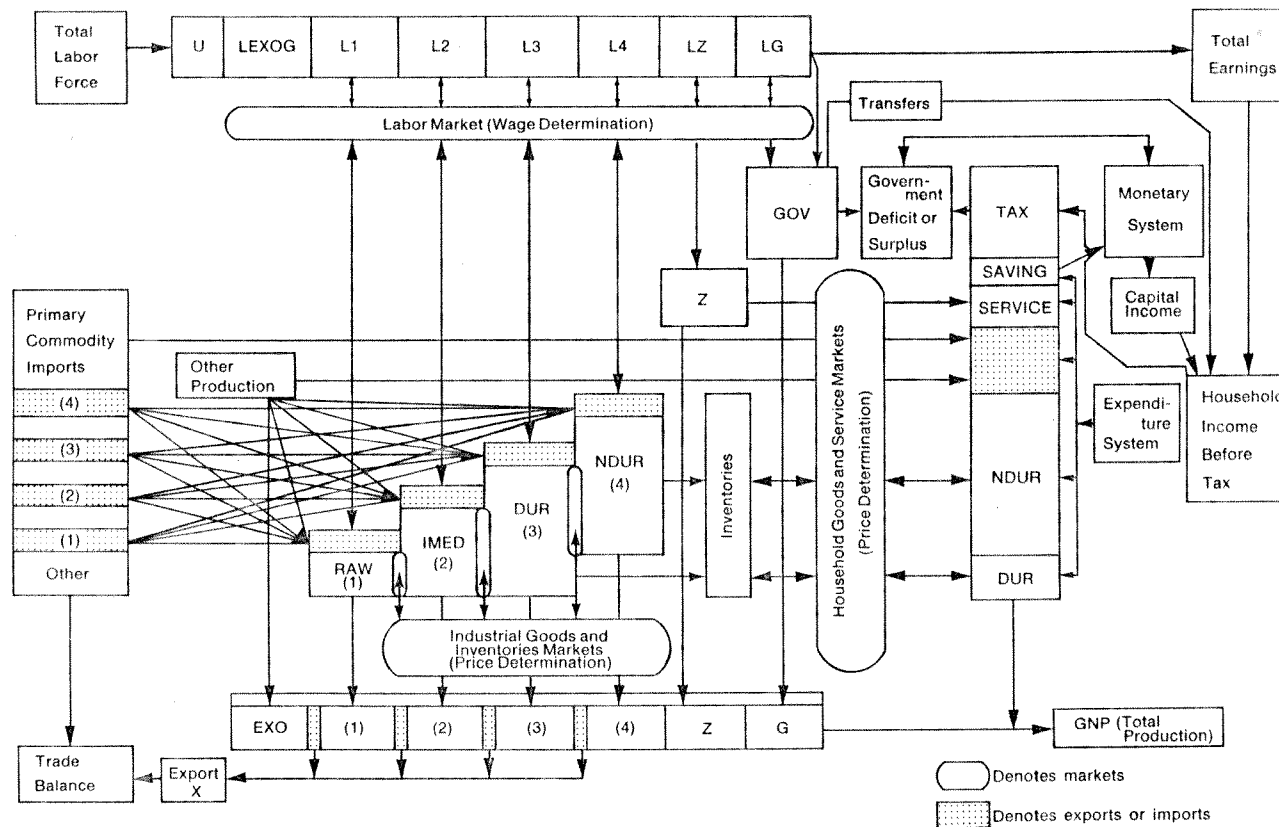 Total
Labor
Force
U
LEXOG
L1
L2
L3
L4
LZ
LG
Total
Earnings
Transfers
Labor Market (Wage Determination)
GOV
Govern-
ment
Deficit or
Surplus
TAX
Monetary
System
SAVING
SERVICE
Capital
Income
Z
Primary
Commodity
Imports
(4)
(3)
(2)
(1)
Other
Other
Production
Household Goods and Service Markets
(Price Determination)
Expendi-
ture
System
Household
Income
Before
Tax
NDUR
(4)
DUR
(3)
IMED
(2)
RAW
(1)
Inventories
NDUR
DUR
Industrial Goods and
Inventories Markets
(Price Determination)
EXO
(1)
(2)
(3)
(4)
Z
G
GNP (Total
Production)
Trade
Balance
Export
X
Denotes markets
Denotes exports or imports